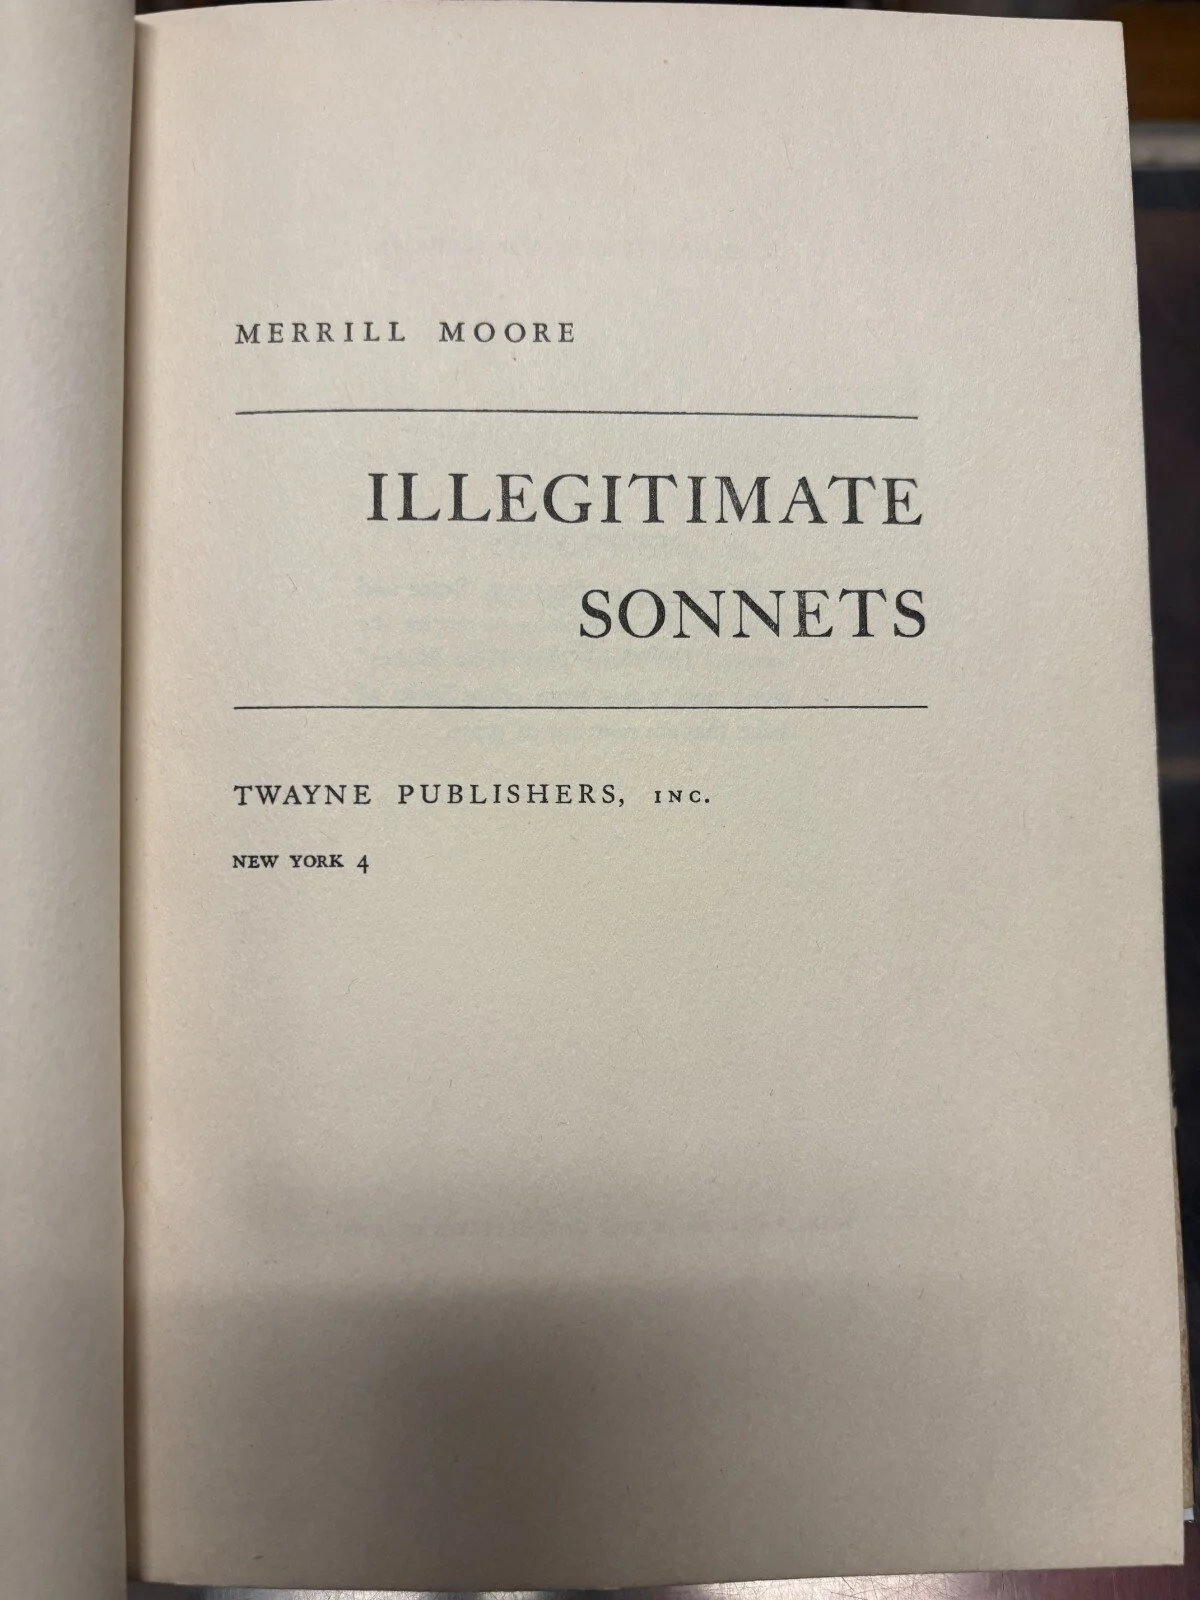 MERRILL MOORE
ILLEGITIMATE
SONNETS
TWAYNE PUBLISHERS, INC.
NEW YORK 4